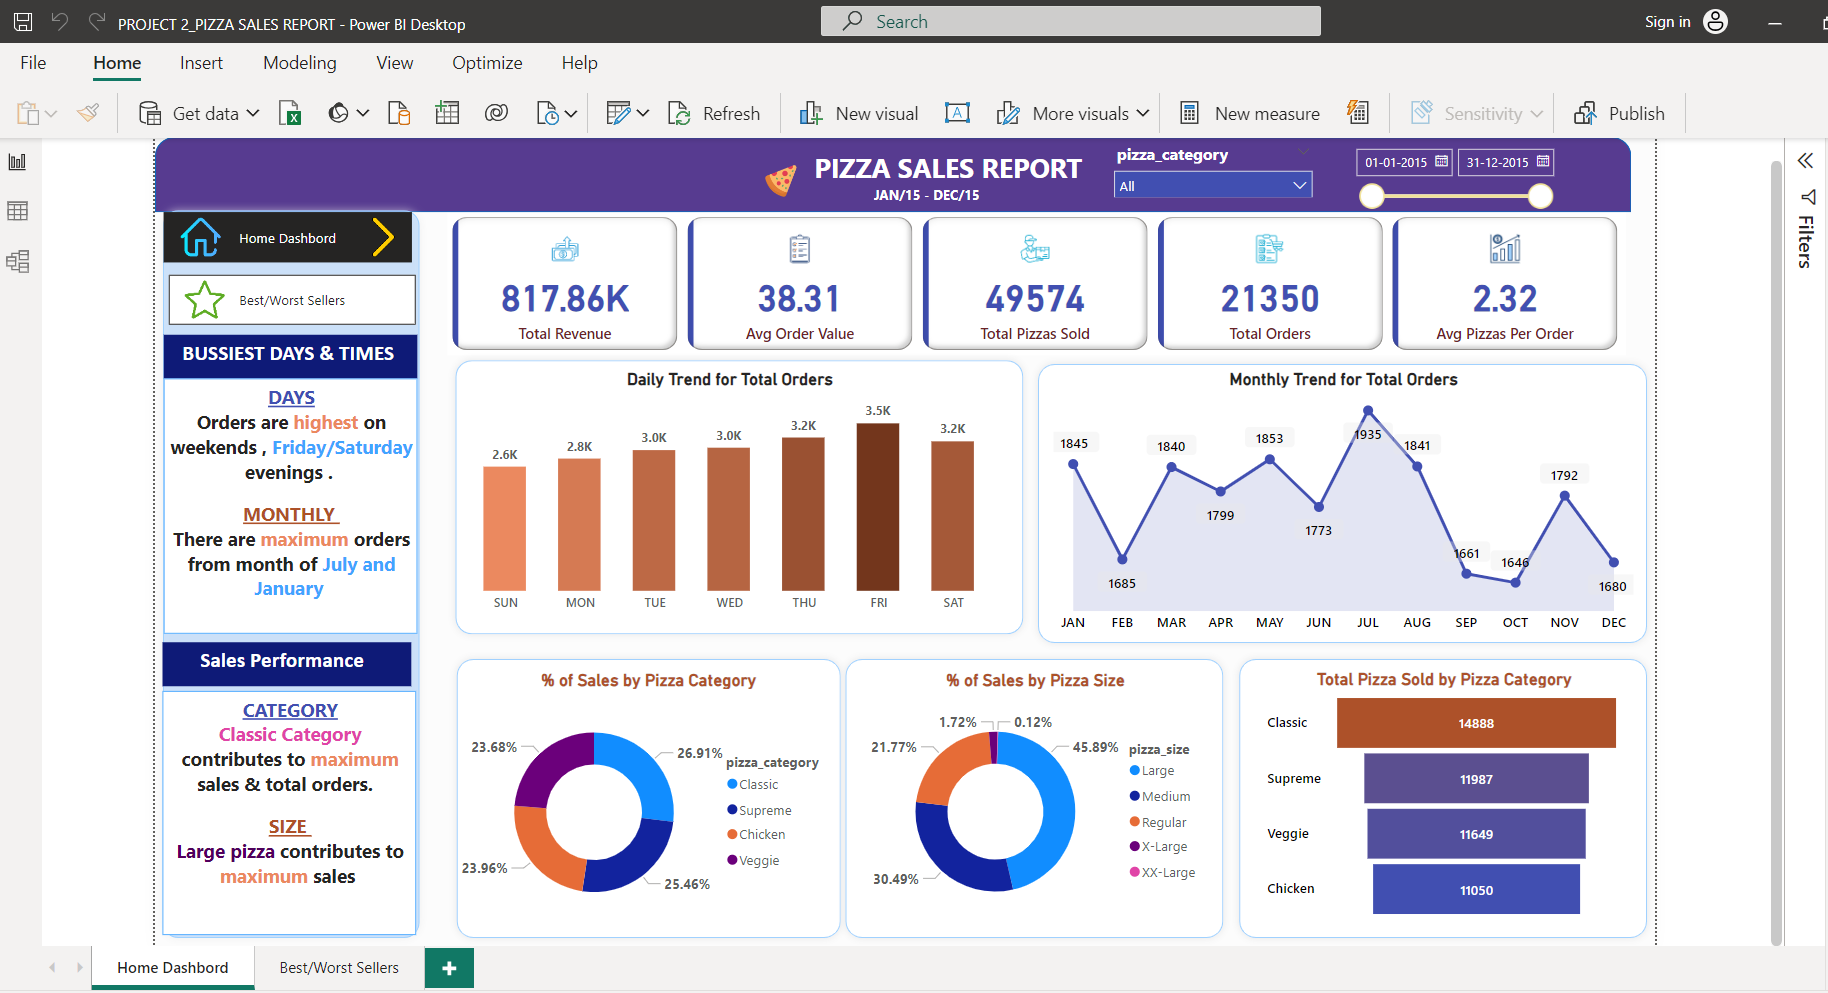 PROJECT 2_PIZZA SALES REPORT - Power BI Desktop
Search
Sign in
File
Home
Insert
Modeling
View
Optimize
Help
Get data
Refresh
New visual
More visuals
New measure
Sensitivity
Publish
PIZZA SALES REPORT
JAN/15 - DEC/15
pizza_category
All
01-01-2015
31-12-2015
Filters
Home Dashbord
Best/Worst Sellers
BUSSIEST DAYS & TIMES
DAYS
Orders are highest on
weekends , Friday/Saturday
evenings .
MONTHLY
There are maximum orders
from month of July and
January
Sales Performance
CATEGORY
Classic Category
contributes to maximum
sales & total orders.
SIZE
Large pizza contributes to
maximum sales
817.86K
Total Revenue
38.31
Avg Order Value
49574
Total Pizzas Sold
21350
Total Orders
2.32
Avg Pizzas Per Order
Daily Trend for Total Orders
2.6K
2.8K
3.0K
3.0K
3.2K
3.5K
3.2K
SUN
MON
TUE
WED
THU
FRI
SAT
Monthly Trend for Total Orders
1845
1685
1840
1799
1853
1773
1935
1841
1661
1646
1792
1680
JAN
FEB
MAR
APR
MAY
JUN
JUL
AUG
SEP
OCT
NOV
DEC
% of Sales by Pizza Category
23.68%
26.91%
23.96%
25.46%
pizza_category
Classic
Supreme
Chicken
Veggie
% of Sales by Pizza Size
1.72%
0.12%
21.77%
45.89%
30.49%
pizza_size
Large
Medium
Regular
X-Large
XX-Large
Total Pizza Sold by Pizza Category
Classic
14888
Supreme
11987
Veggie
11649
Chicken
11050
Home Dashbord
Best/Worst Sellers